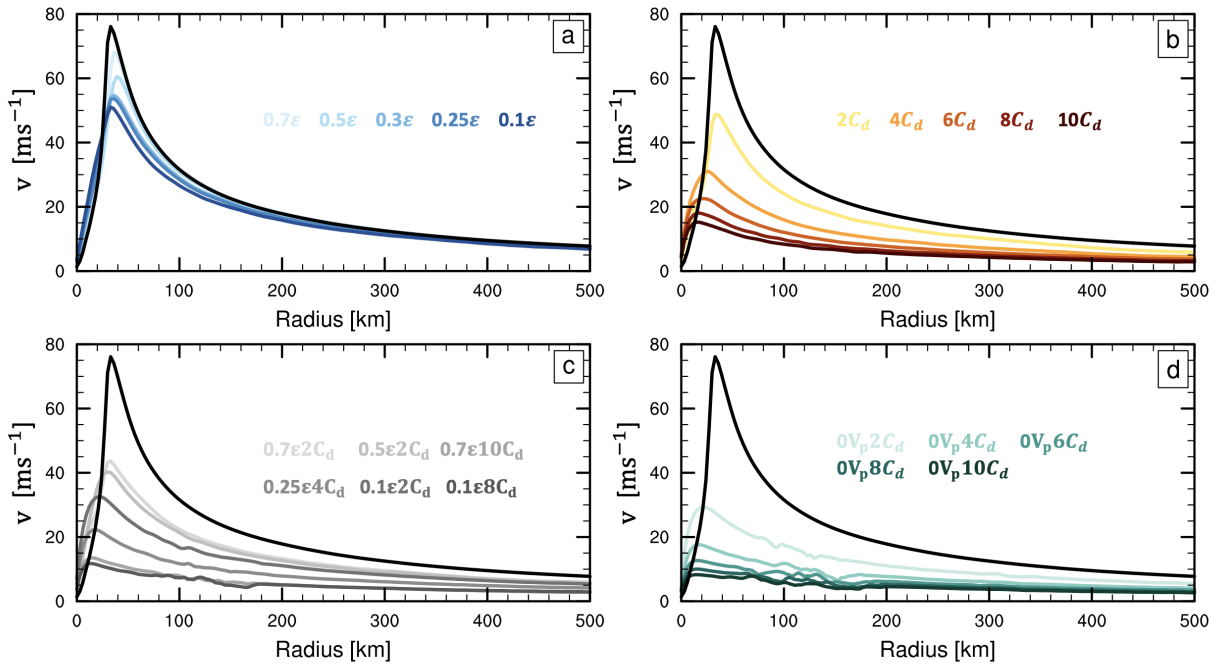 a
80
60
40
20
0
v [ms⁻¹]
0.7ε 0.5ε 0.3ε 0.25ε 0.1ε
0 100 200 300 400 500
Radius [km]
b
80
60
40
20
0
v [ms⁻¹]
2C_d 4C_d 6C_d 8C_d 10C_d
0 100 200 300 400 500
Radius [km]
c
80
60
40
20
0
v [ms⁻¹]
0.7ε2C_d 0.5ε2C_d 0.7ε10C_d
0.25ε4C_d 0.1ε2C_d 0.1ε8C_d
0 100 200 300 400 500
Radius [km]
d
80
60
40
20
0
v [ms⁻¹]
0V_p2C_d 0V_p4C_d 0V_p6C_d
0V_p8C_d 0V_p10C_d
0 100 200 300 400 500
Radius [km]